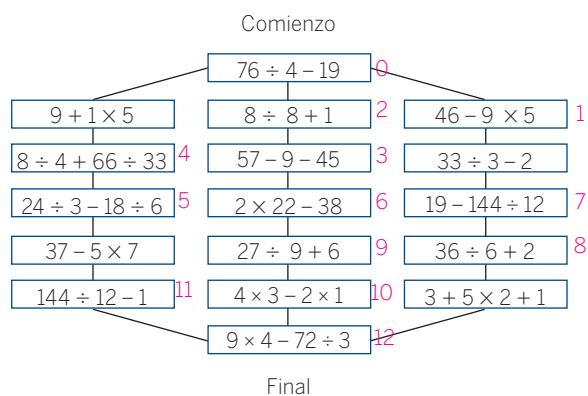 Comienzo
76 ÷ 4 – 19 0
9 + 1 × 5 8 ÷ 8 + 1 2 46 – 9 × 5 1
8 ÷ 4 + 66 ÷ 33 4 57 – 9 – 45 3 33 ÷ 3 – 2
24 ÷ 3 – 18 ÷ 6 5 2 × 22 – 38 6 19 – 144 ÷ 12 7
37 – 5 × 7 27 ÷ 9 + 6 9 36 ÷ 6 + 2 8
144 ÷ 12 – 1 11 4 × 3 – 2 × 1 10 3 + 5 × 2 + 1
9 × 4 – 72 ÷ 3 12
Final